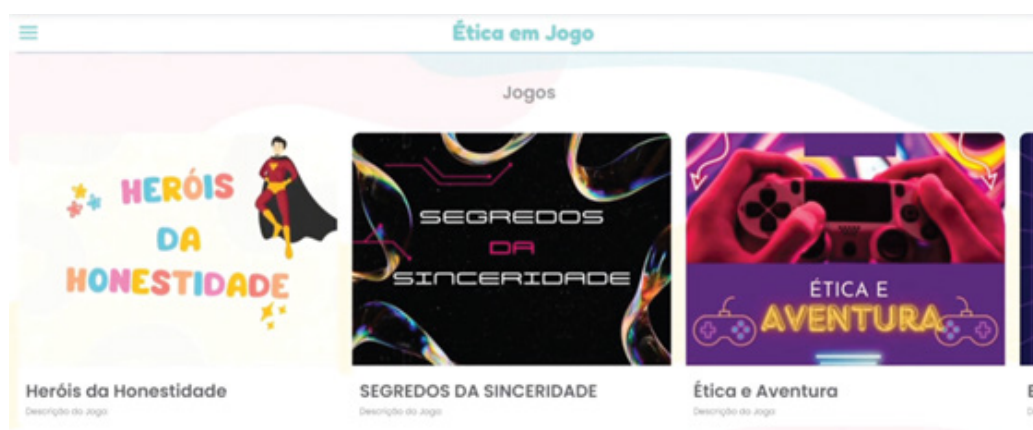 Ética em Jogo
Jogos
HERÓIS
DA
HONESTIDADE
SEGREDOS
DA
SINCERIDADE
ÉTICA E
AVENTURA
Heróis da Honestidade
Descrição do Jogo
SEGREDOS DA SINCERIDADE
Descrição do Jogo
Ética e Aventura
Descrição do Jogo